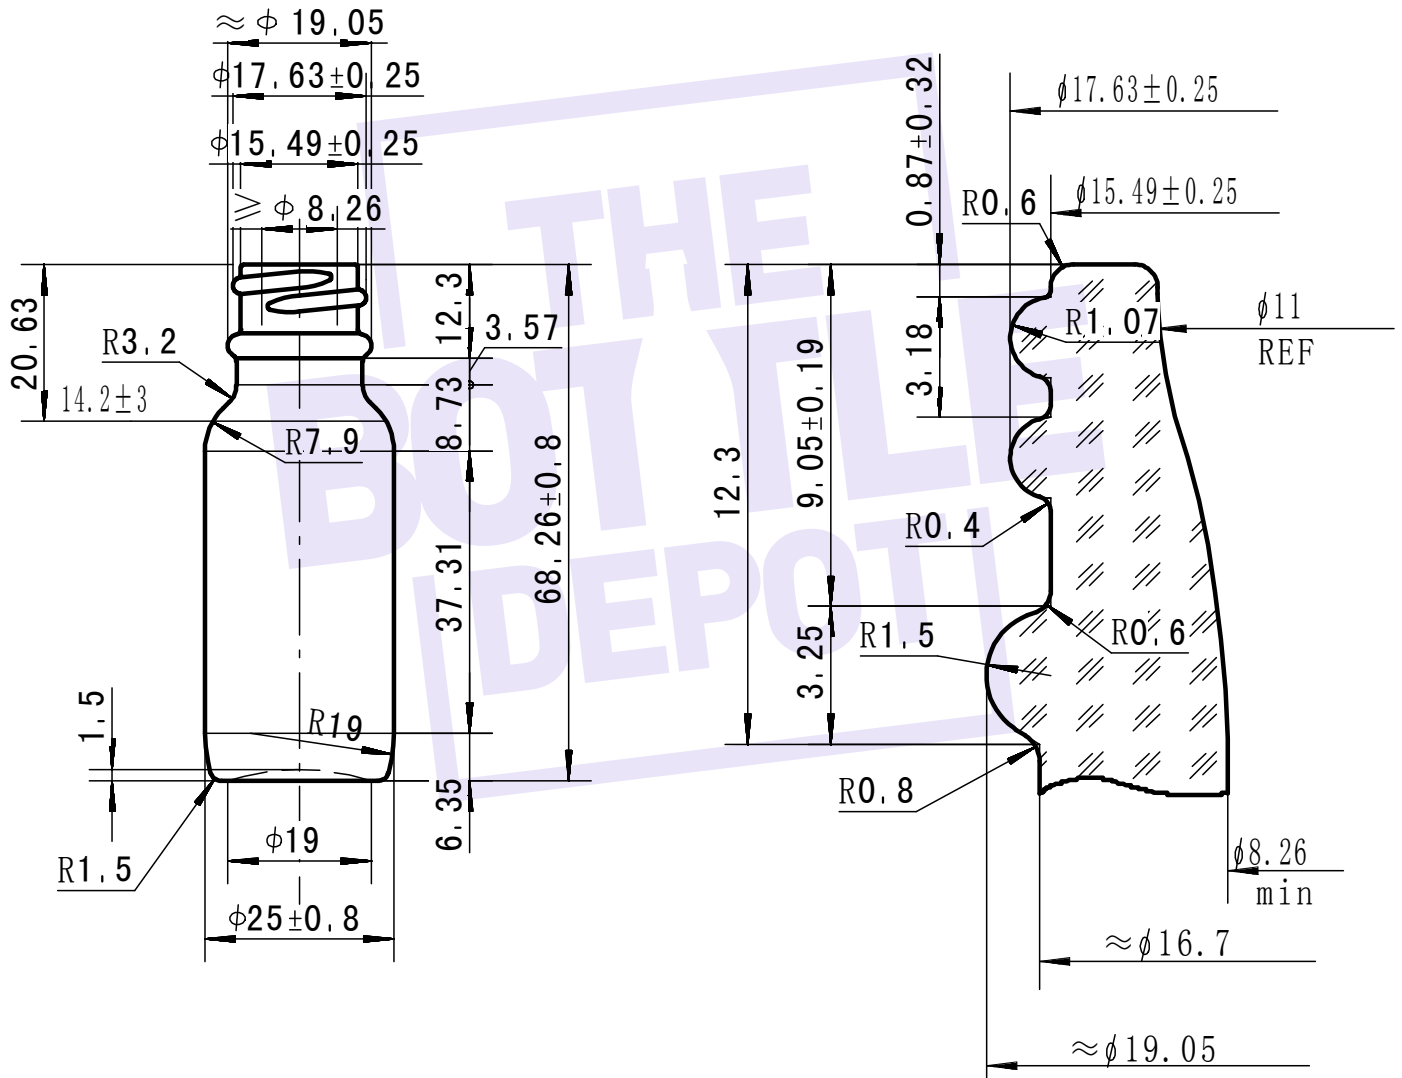 ≈ϕ 19.05
ϕ17.63±0.25
ϕ15.49±0.25
≥ ϕ 8.26
20.63
R3.2
14.2±3
R7.9
12.3
3.57
8.73
37.31
68.26±0.8
R19
1.5
6.35
R1.5
ϕ19
ϕ25±0.8
THE
BOTTLE
DEPOT
0.87±0.32
ϕ17.63±0.25
R0.6
ϕ15.49±0.25
R1.07
ϕ11
REF
3.18
9.05±0.19
12.3
R0.4
R1.5
R0.6
3.25
R0.8
ϕ8.26
min
≈ϕ16.7
≈ϕ19.05